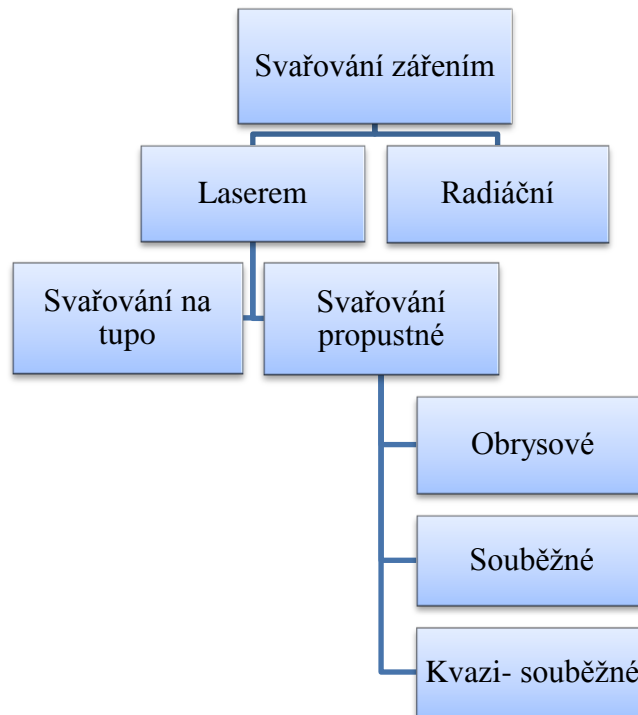 Svařování zářením
Laserem
Radiáční
Svařování na
tupo
Svařování
propustné
Obrysové
Souběžné
Kvazi- souběžné